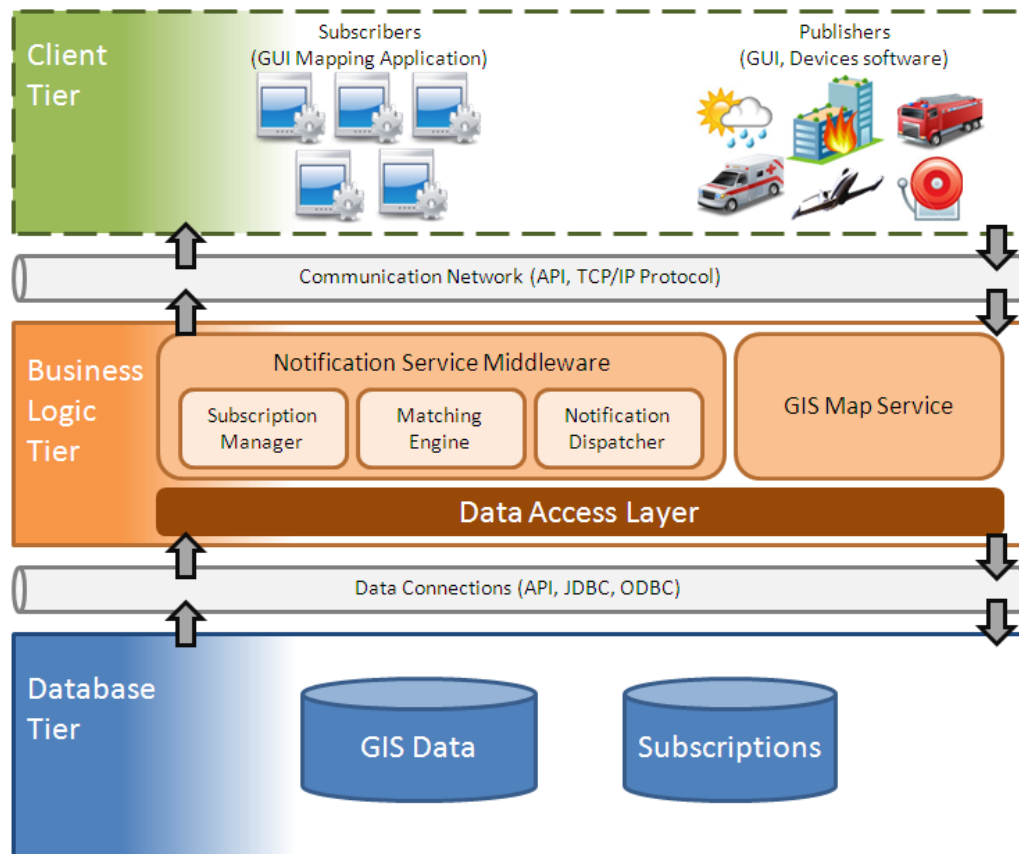 Client
Tier
Subscribers
(GUI Mapping Application)
Publishers
(GUI, Devices software)
Communication Network (API, TCP/IP Protocol)
Business
Logic
Tier
Notification Service Middleware
Subscription
Manager
Matching
Engine
Notification
Dispatcher
GIS Map Service
Data Access Layer
Data Connections (API, JDBC, ODBC)
Database
Tier
GIS Data
Subscriptions